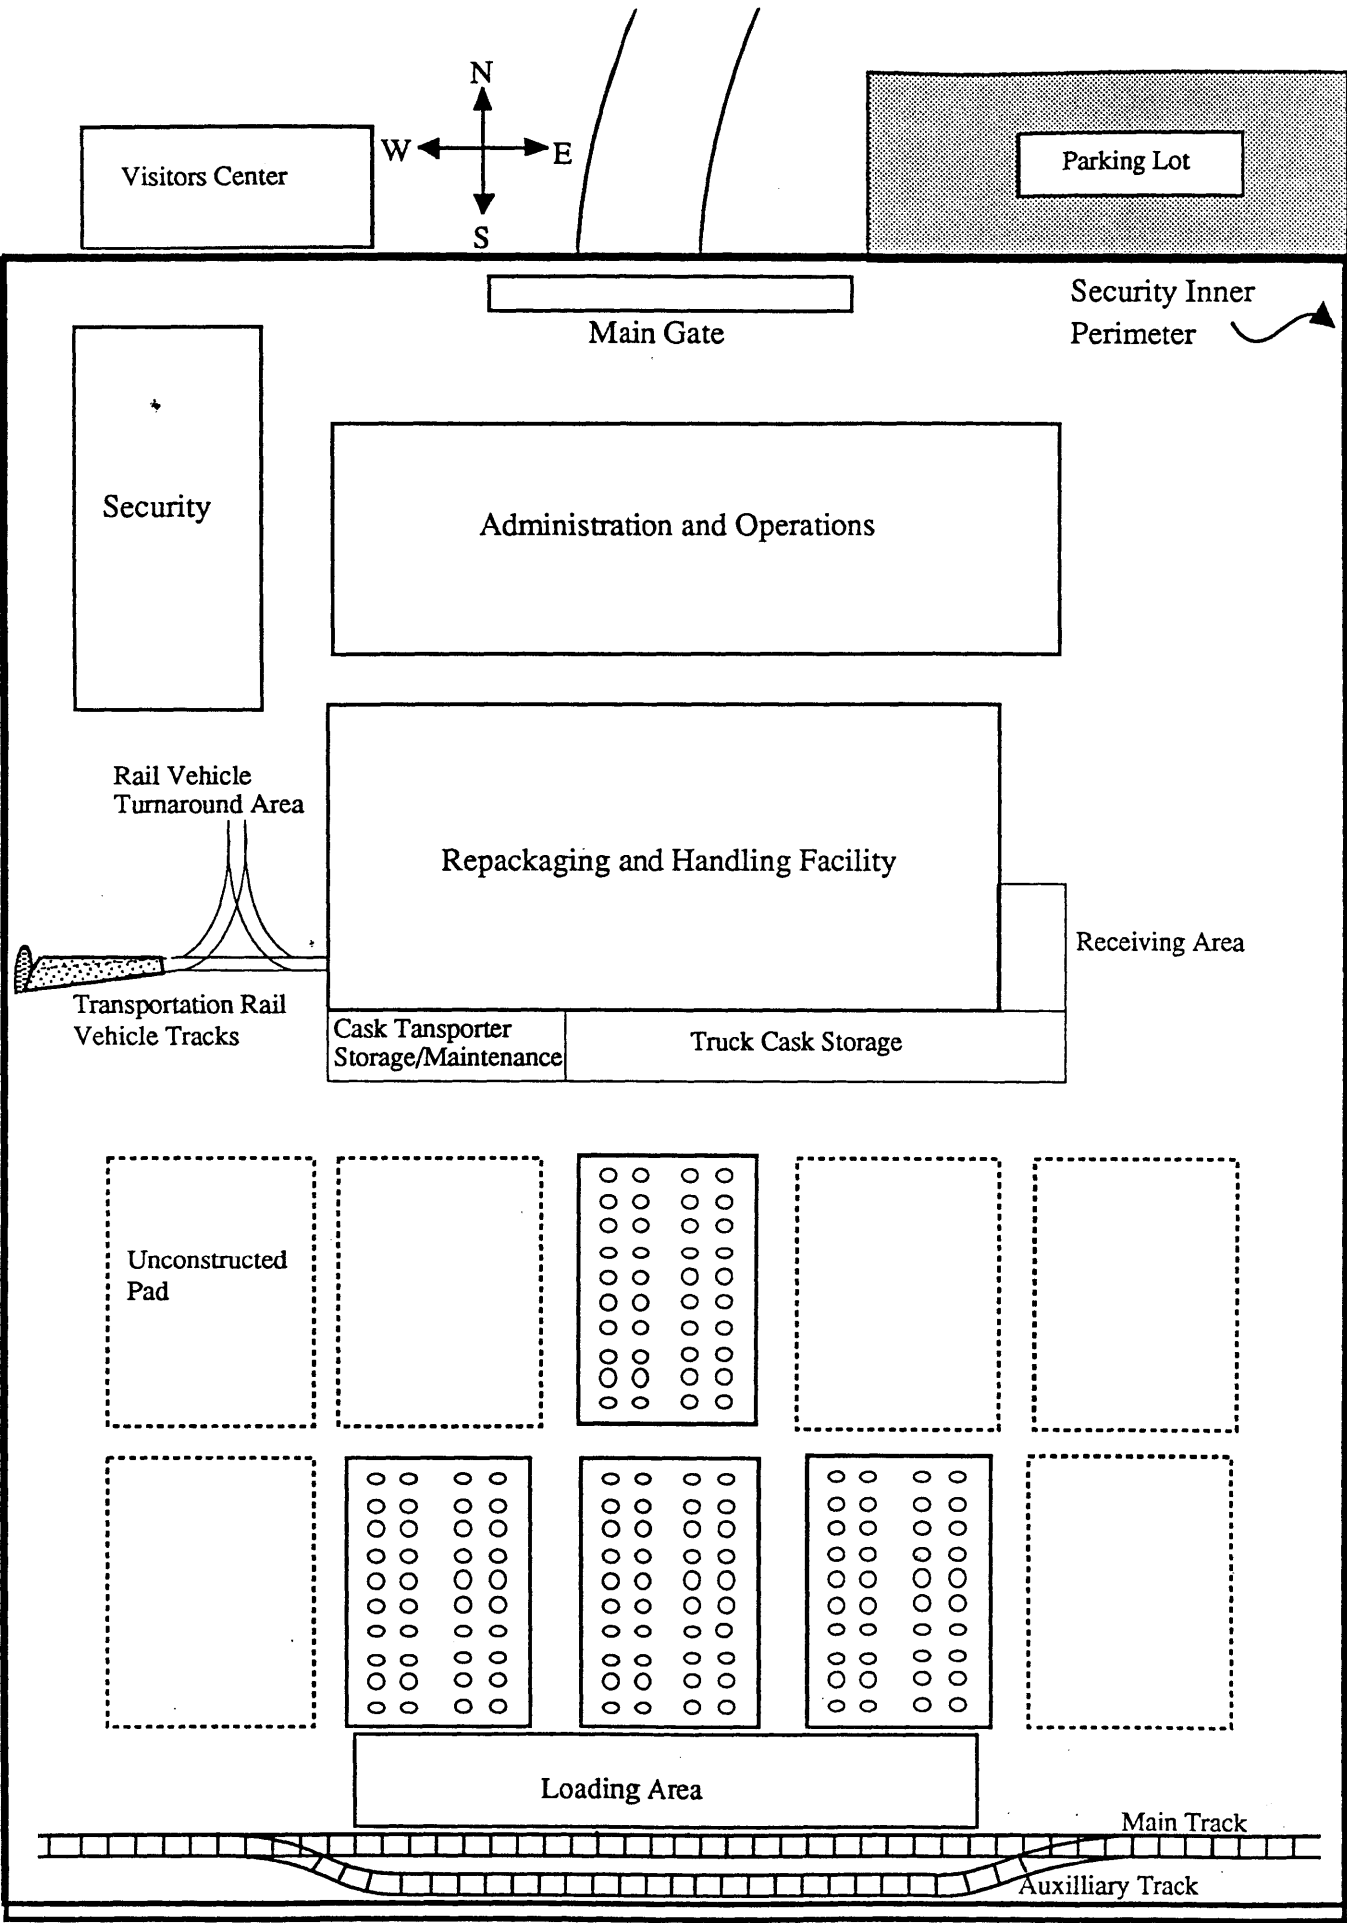 N
W
E
S
Visitors Center
Parking Lot
Main Gate
Security Inner
Perimeter
Security
Administration and Operations
Rail Vehicle
Turnaround Area
Repackaging and Handling Facility
Receiving Area
Transportation Rail
Vehicle Tracks
Cask Tansporter
Storage/Maintenance
Truck Cask Storage
Unconstructed
Pad
Loading Area
Main Track
Auxilliary Track